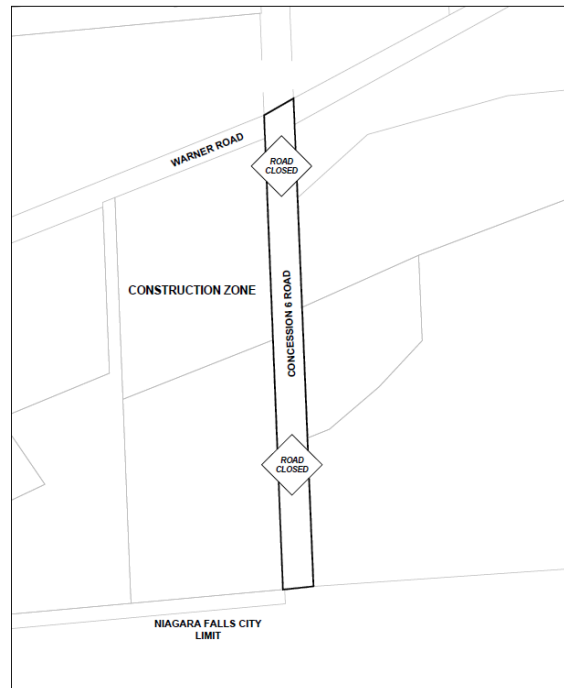 WARNER ROAD
ROAD
CLOSED
CONSTRUCTION ZONE
CONCESSION 6 ROAD
ROAD
CLOSED
NIAGARA FALLS CITY
LIMIT